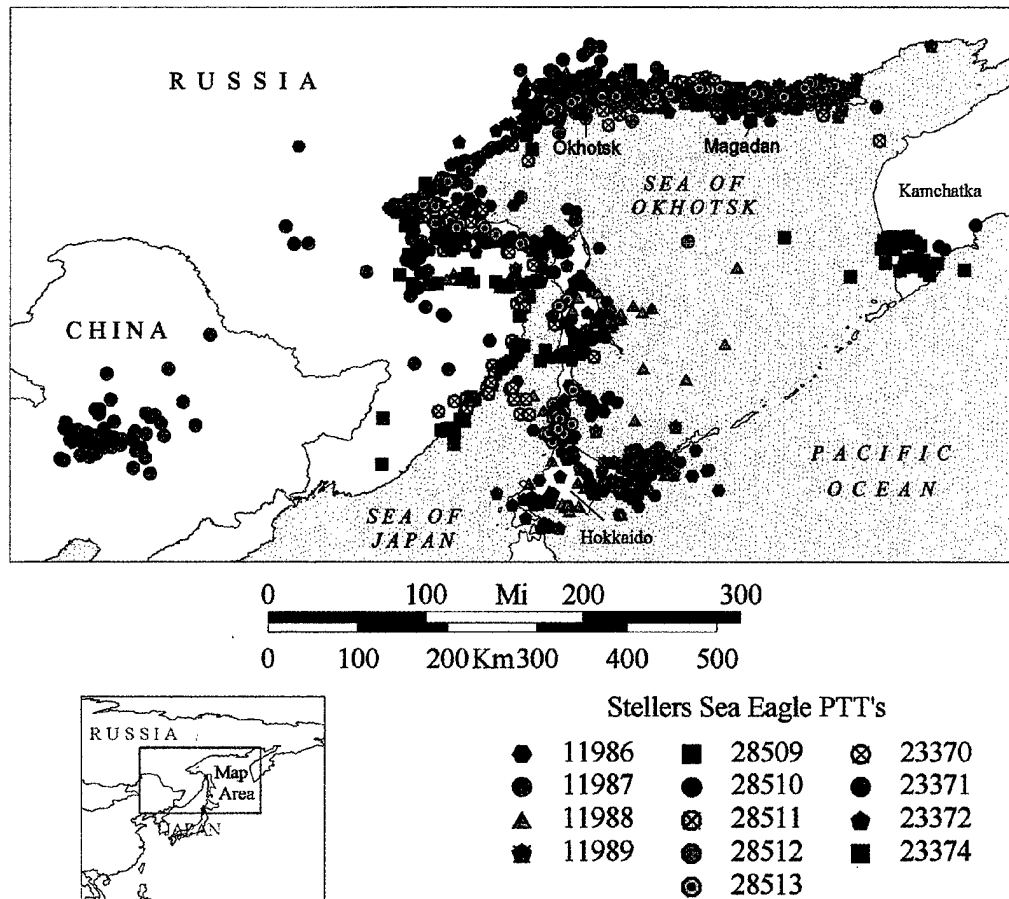 RUSSIA
Okhotsk
Magadan
SEA OF
OKHOTSK
Kamchatka
CHINA
PACIFIC
OCEAN
SEA OF
JAPAN
Hokkaido
0 100 Mi 200 300
0 100 200 Km 300 400 500
RUSSIA
Map
Area
JAPAN
Stellers Sea Eagle PTT's
11986 28509 23370
11987 28510 23371
11988 28511 23372
11989 28512 23374
28513